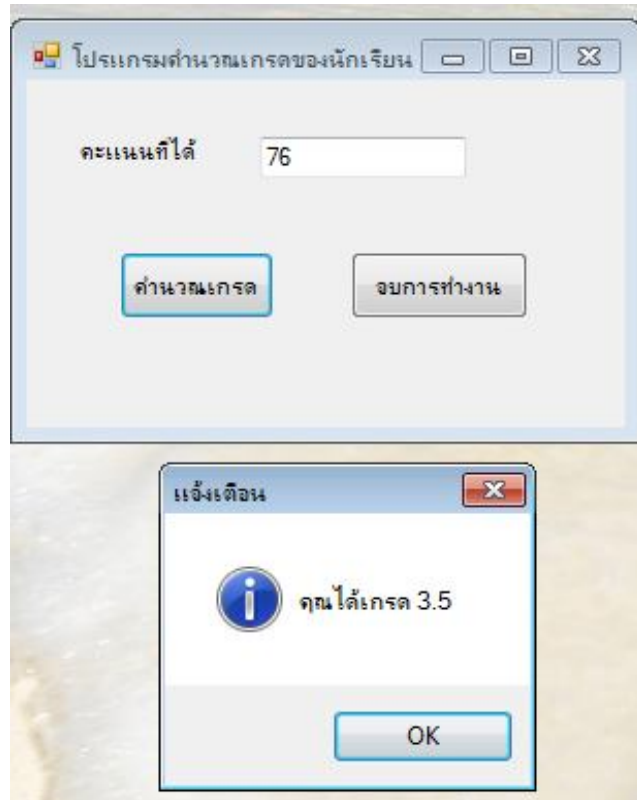 โปรแกรมคำนวณเกรดของนักเรียน
คะแนนที่ได้ 76
คำนวณเกรด จบการทำงาน
แจ้งเตือน
คุณได้เกรด 3.5
OK